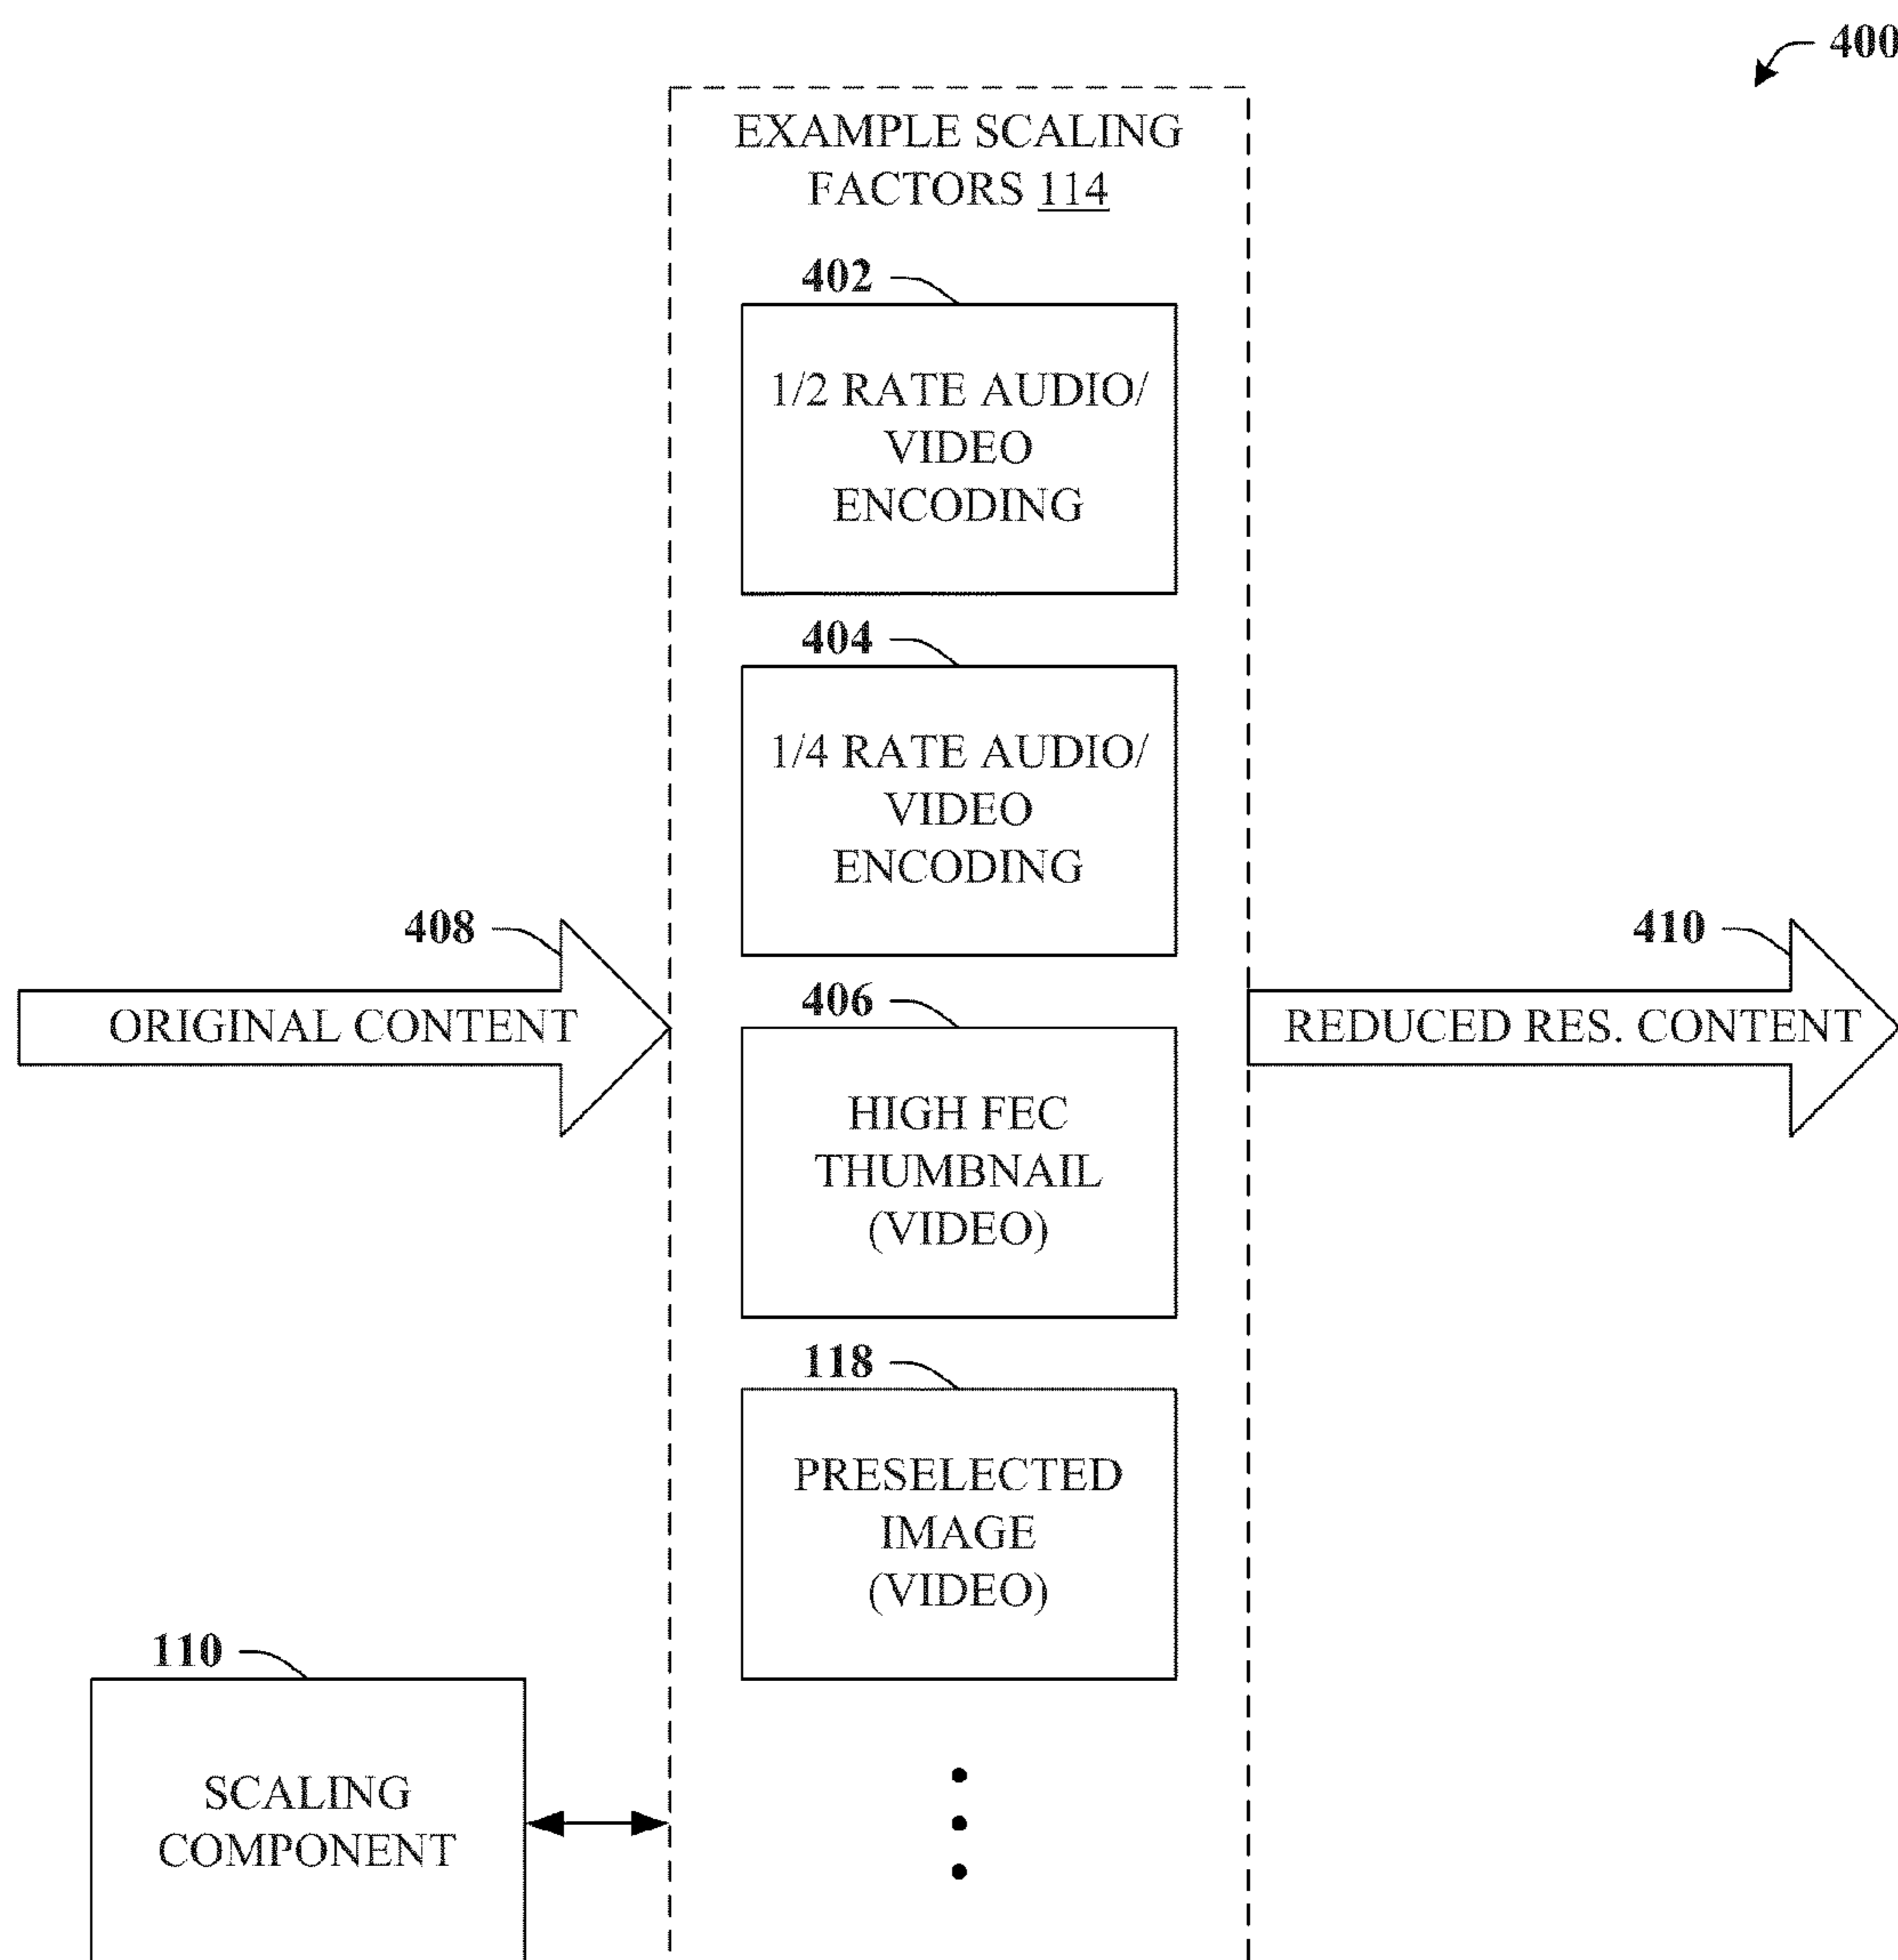 400
EXAMPLE SCALING
FACTORS 114
402
1/2 RATE AUDIO/
VIDEO
ENCODING
404
1/4 RATE AUDIO/
VIDEO
ENCODING
408
ORIGINAL CONTENT
410
REDUCED RES. CONTENT
406
HIGH FEC
THUMBNAIL
(VIDEO)
118
PRESELECTED
IMAGE
(VIDEO)
110
SCALING
COMPONENT